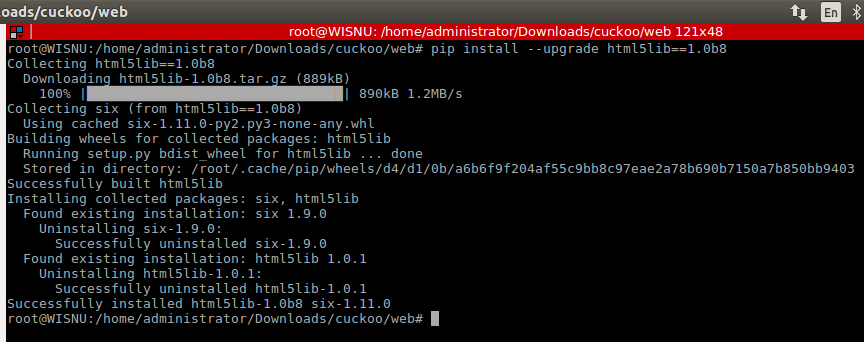 loads/cuckoo/web
En
root@WISNU: /home/administrator/Downloads/cuckoo/web 121x48
root@WISNU:/home/administrator/Downloads/cuckoo/web# pip install --upgrade html5lib==1.0b8
Collecting html5lib==1.0b8
  Downloading html5lib-1.0b8.tar.gz (889kB)
    100% |████████████████████████████████| 890kB 1.2MB/s
Collecting six (from html5lib==1.0b8)
  Using cached six-1.11.0-py2.py3-none-any.whl
Building wheels for collected packages: html5lib
  Running setup.py bdist_wheel for html5lib ... done
  Stored in directory: /root/.cache/pip/wheels/d4/d1/0b/a6b6f9f204af55c9bb8c97eae2a78b690b7150a7b850bb9403
Successfully built html5lib
Installing collected packages: six, html5lib
  Found existing installation: six 1.9.0
    Uninstalling six-1.9.0:
      Successfully uninstalled six-1.9.0
  Found existing installation: html5lib 1.0.1
    Uninstalling html5lib-1.0.1:
      Successfully uninstalled html5lib-1.0.1
Successfully installed html5lib-1.0b8 six-1.11.0
root@WISNU:/home/administrator/Downloads/cuckoo/web#